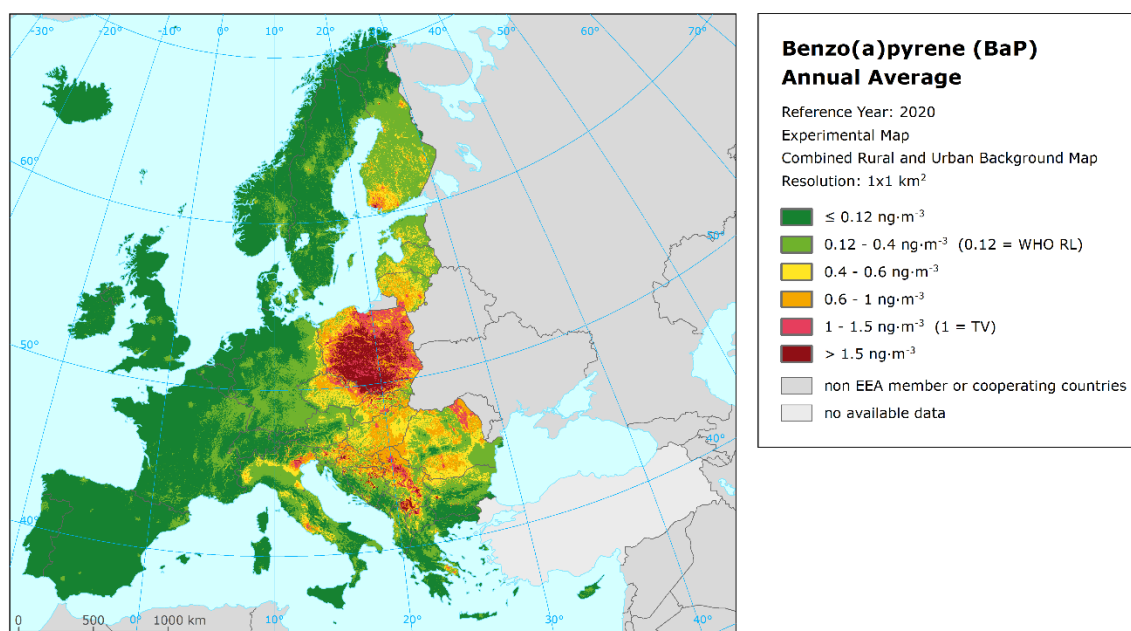 -30° -20° -10° 0° 10° 20° 30° 40° 50° 60° 70°
60°
50°
50°
40°
40°
-10° 0° 10° 20° 30° 40°
0 500 1000 km
Benzo(a)pyrene (BaP)
Annual Average
Reference Year: 2020
Experimental Map
Combined Rural and Urban Background Map
Resolution: 1x1 km²
≤ 0.12 ng·m⁻³
0.12 - 0.4 ng·m⁻³ (0.12 = WHO RL)
0.4 - 0.6 ng·m⁻³
0.6 - 1 ng·m⁻³
1 - 1.5 ng·m⁻³ (1 = TV)
> 1.5 ng·m⁻³
non EEA member or cooperating countries
no available data